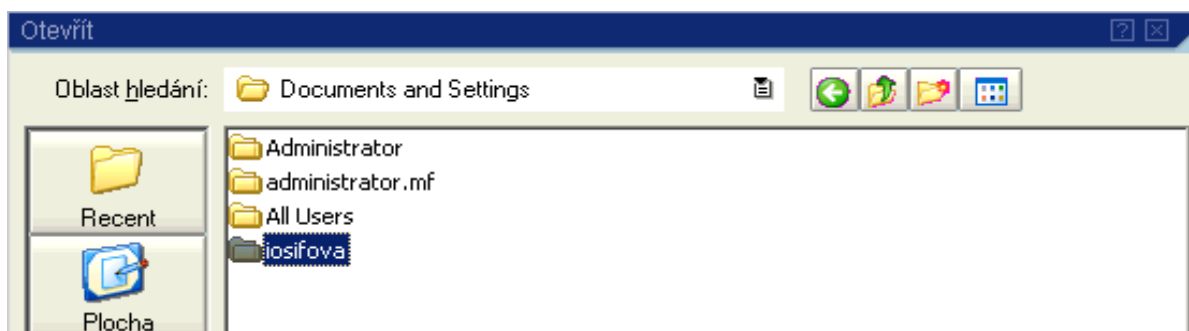 Otevřít
Oblast hledání: Documents and Settings
Administrator
administrator.mf
All Users
iosifova
Recent
Plocha